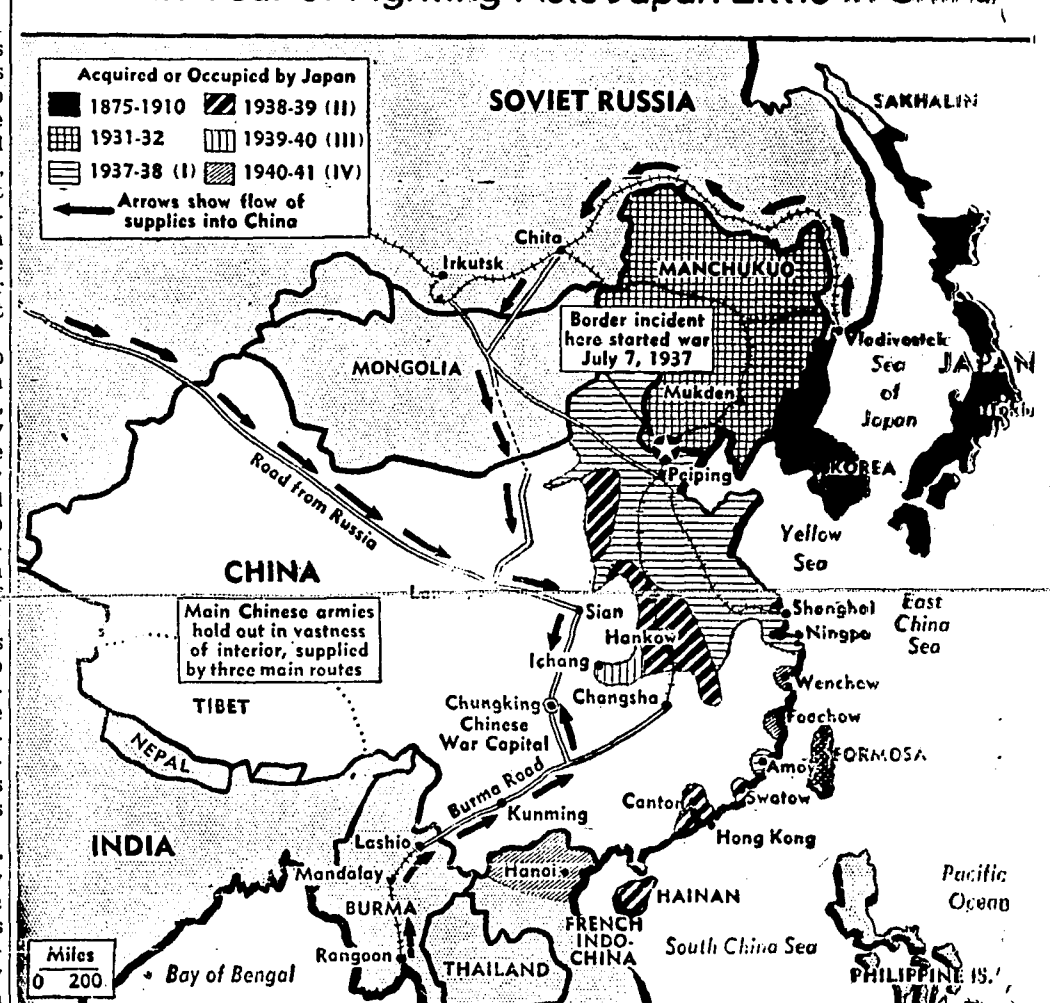 Fighting
Japan
in
Acquired or Occupied by Japan
1875-1910
1938-39 (II)
1931-32
1939-40 (III)
1937-38 (I)
1940-41 (IV)
Arrows show flow of
supplies into China
SOVIET RUSSIA
SAKHALIN
Chita
Irkutsk
MANCHUKUO
Border incident
here started war
July 7, 1937
Vladivostok
MONGOLIA
Sea
of
Japan
JAPAN
Mukden
KOREA
Peiping
Road from Russia
Yellow
Sea
CHINA
Main Chinese armies
hold out in vastness
of interior, supplied
by three main routes
Sian
Shanghai
East
China
Sea
Hankow
Ningpo
Ichang
Wenchow
TIBET
Chungking
Chinese
War Capital
Changsha
Foochow
NEPAL
FORMOSA
Amoy
Burma Road
Canton
Swatow
Kunming
Hong Kong
INDIA
Lashio
Mandalay
Hanoi
Pacific
Ocean
HAINAN
BURMA
FRENCH
INDO-
CHINA
South China Sea
Miles
0 200
Bay of Bengal
Rangoon
THAILAND
PHILIPPINE IS.